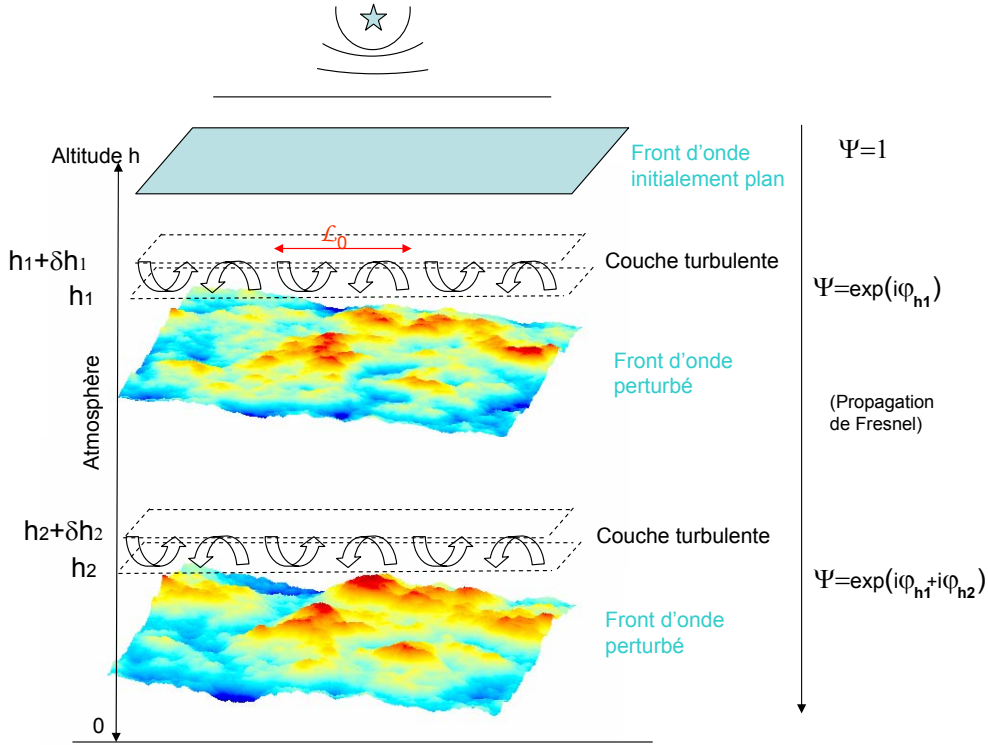 Altitude h
Front d'onde
initialement plan
Ψ=1
ℒ0
h1+δh1
Couche turbulente
h1
Ψ=exp(iφh1)
Front d'onde
perturbé
(Propagation
de Fresnel)
Atmosphère
h2+δh2
Couche turbulente
h2
Ψ=exp(iφh1+iφh2)
Front d'onde
perturbé
0